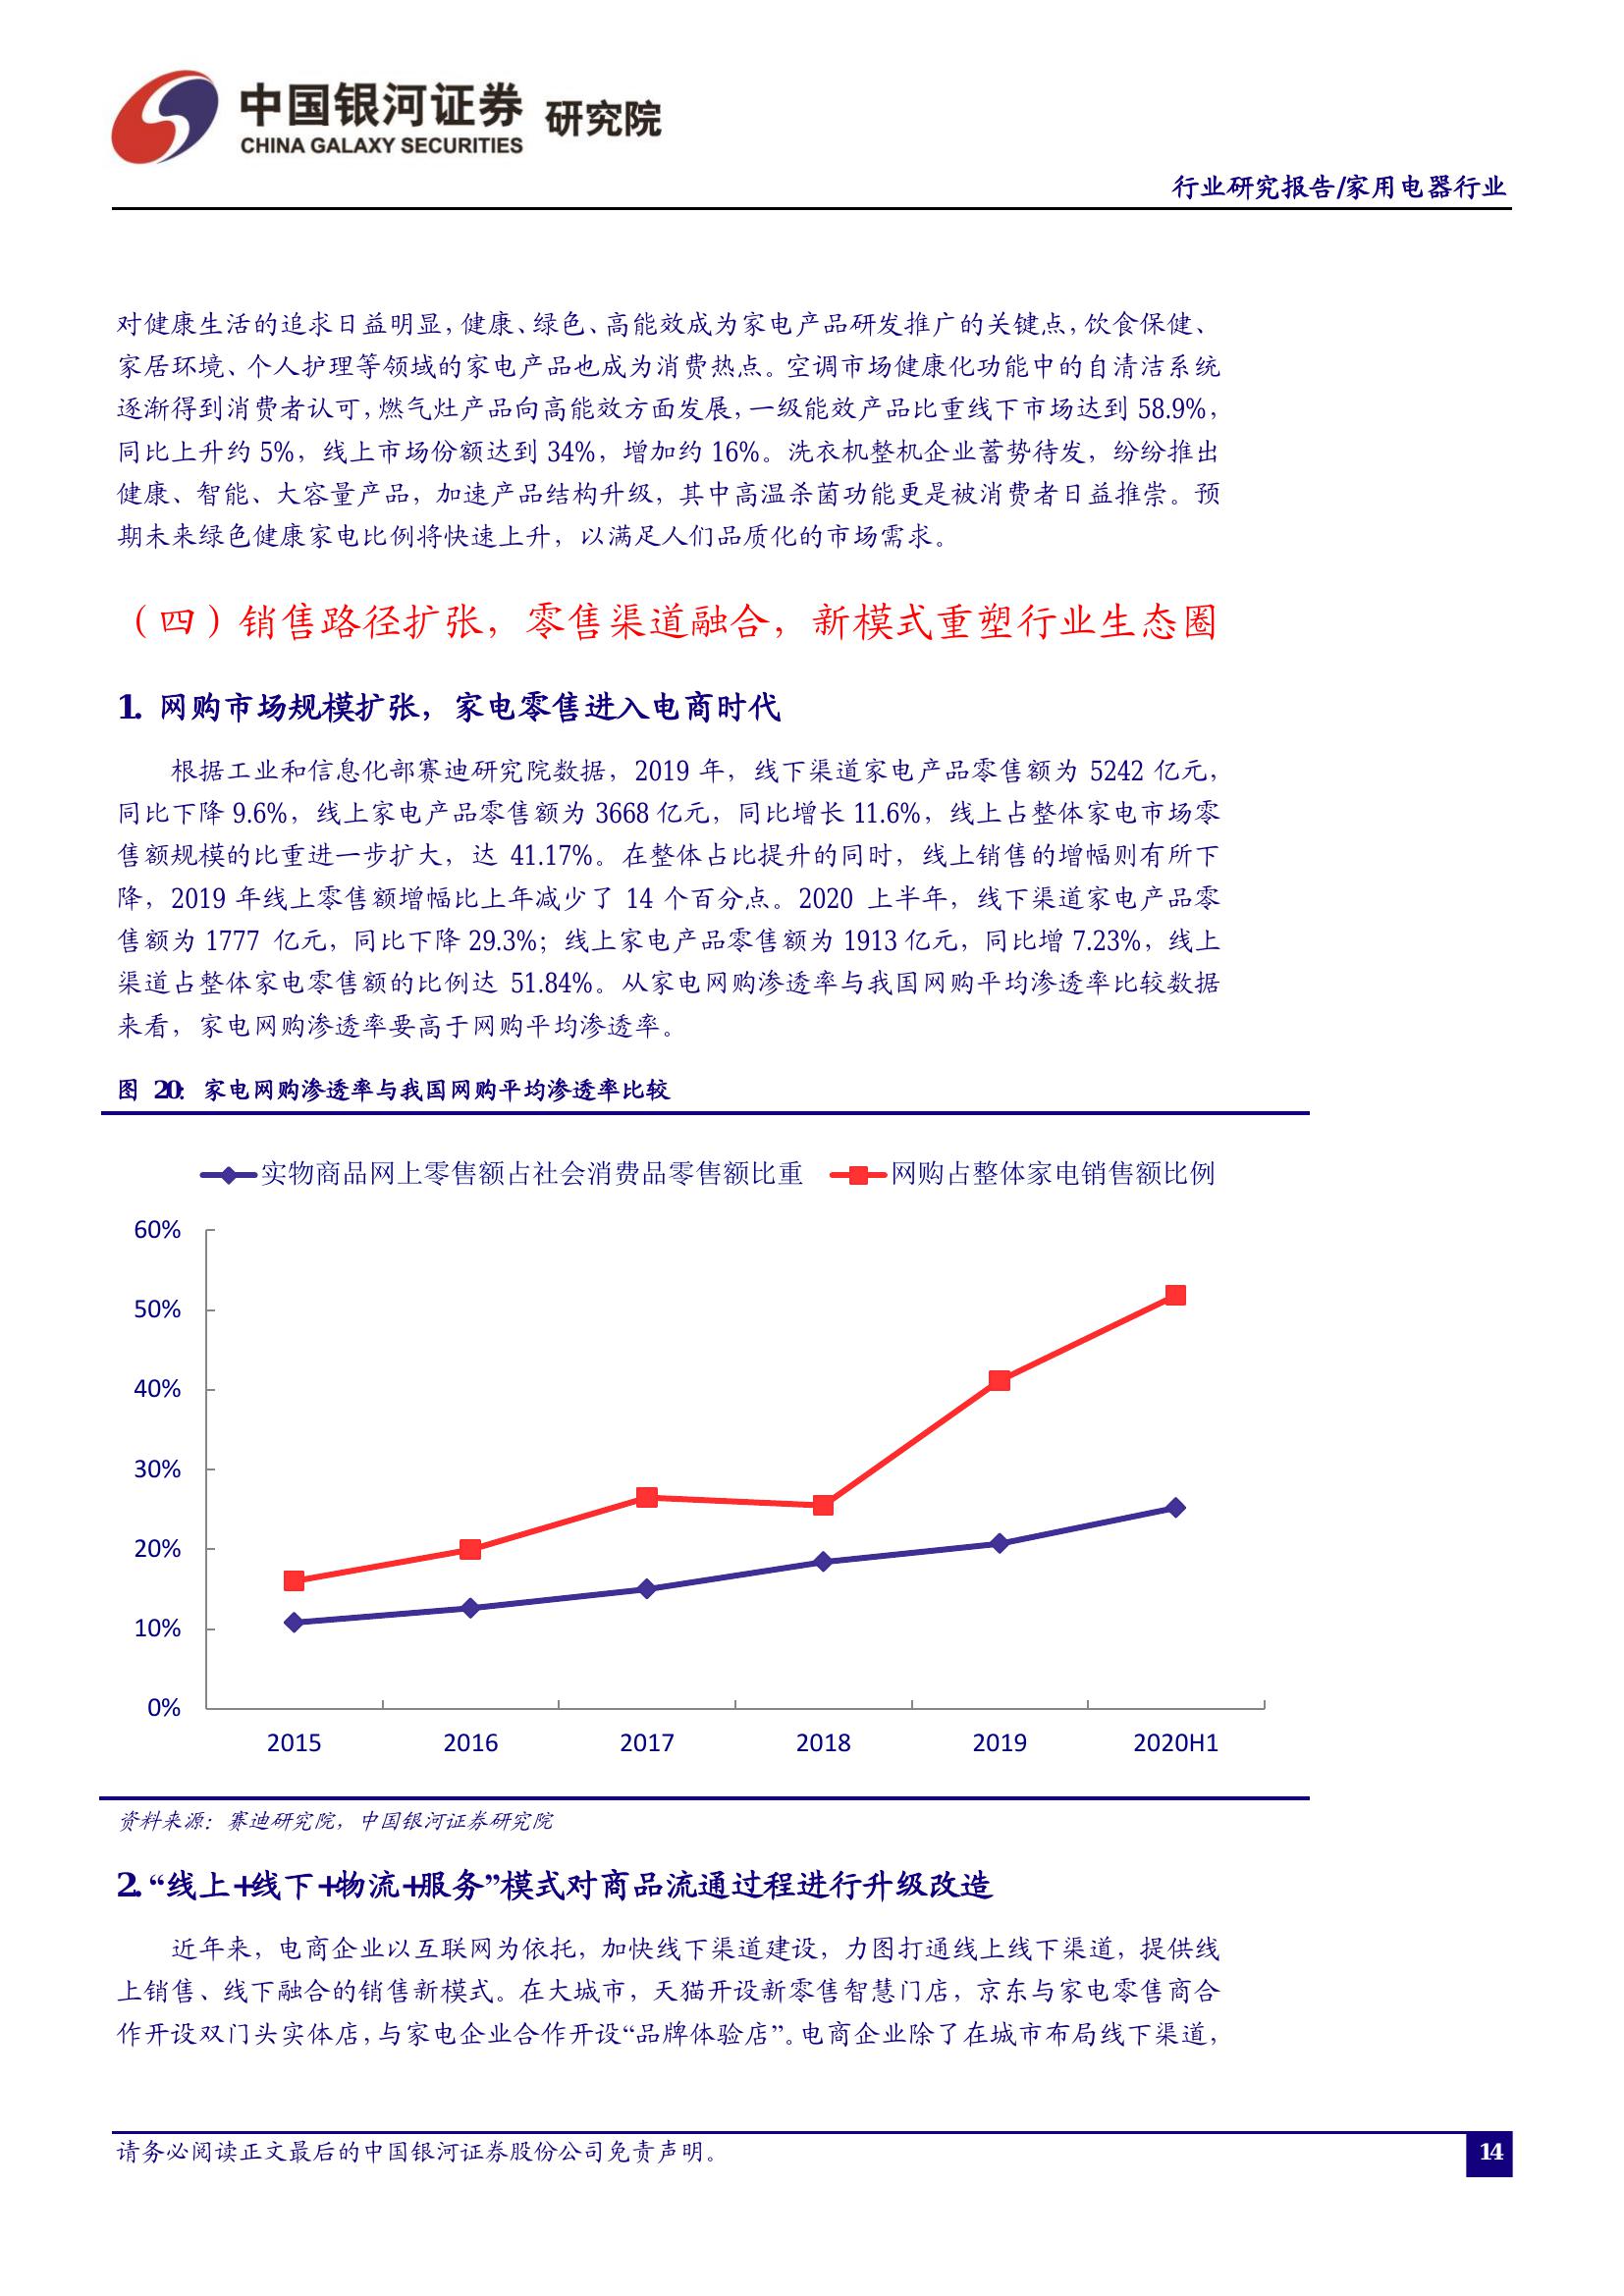 中国银河证券 研究院
CHINA GALAXY SECURITIES
行业研究报告/家用电器行业
对健康生活的追求日益明显，健康、绿色、高能效成为家电产品研发推广的关键点，饮食保健、
家居环境、个人护理等领域的家电产品也成为消费热点。空调市场健康化功能中的自清洁系统
逐渐得到消费者认可，燃气灶产品向高能效方面发展，一级能效产品比重线下市场达到 58.9%，
同比上升约 5%，线上市场份额达到 34%，增加约 16%。洗衣机整机企业蓄势待发，纷纷推出
健康、智能、大容量产品，加速产品结构升级，其中高温杀菌功能更是被消费者日益推崇。预
期未来绿色健康家电比例将快速上升，以满足人们品质化的市场需求。
（四）销售路径扩张，零售渠道融合，新模式重塑行业生态圈
1. 网购市场规模扩张，家电零售进入电商时代
根据工业和信息化部赛迪研究院数据，2019 年，线下渠道家电产品零售额为 5242 亿元，
同比下降 9.6%，线上家电产品零售额为 3668 亿元，同比增长 11.6%，线上占整体家电市场零
售额规模的比重进一步扩大，达 41.17%。在整体占比提升的同时，线上销售的增幅则有所下
降，2019 年线上零售额增幅比上年减少了 14 个百分点。2020 上半年，线下渠道家电产品零
售额为 1777 亿元，同比下降 29.3%；线上家电产品零售额为 1913 亿元，同比增 7.23%，线上
渠道占整体家电零售额的比例达 51.84%。从家电网购渗透率与我国网购平均渗透率比较数据
来看，家电网购渗透率要高于网购平均渗透率。
图 20：家电网购渗透率与我国网购平均渗透率比较
实物商品网上零售额占社会消费品零售额比重 网购占整体家电销售额比例
60%
50%
40%
30%
20%
10%
0%
2015 2016 2017 2018 2019 2020H1
资料来源：赛迪研究院，中国银河证券研究院
2. “线上+线下+物流+服务”模式对商品流通过程进行升级改造
近年来，电商企业以互联网为依托，加快线下渠道建设，力图打通线上线下渠道，提供线
上销售、线下融合的销售新模式。在大城市，天猫开设新零售智慧门店，京东与家电零售商合
作开设双门头实体店，与家电企业合作开设“品牌体验店”。电商企业除了在城市布局线下渠道，
请务必阅读正文最后的中国银河证券股份公司免责声明。
14